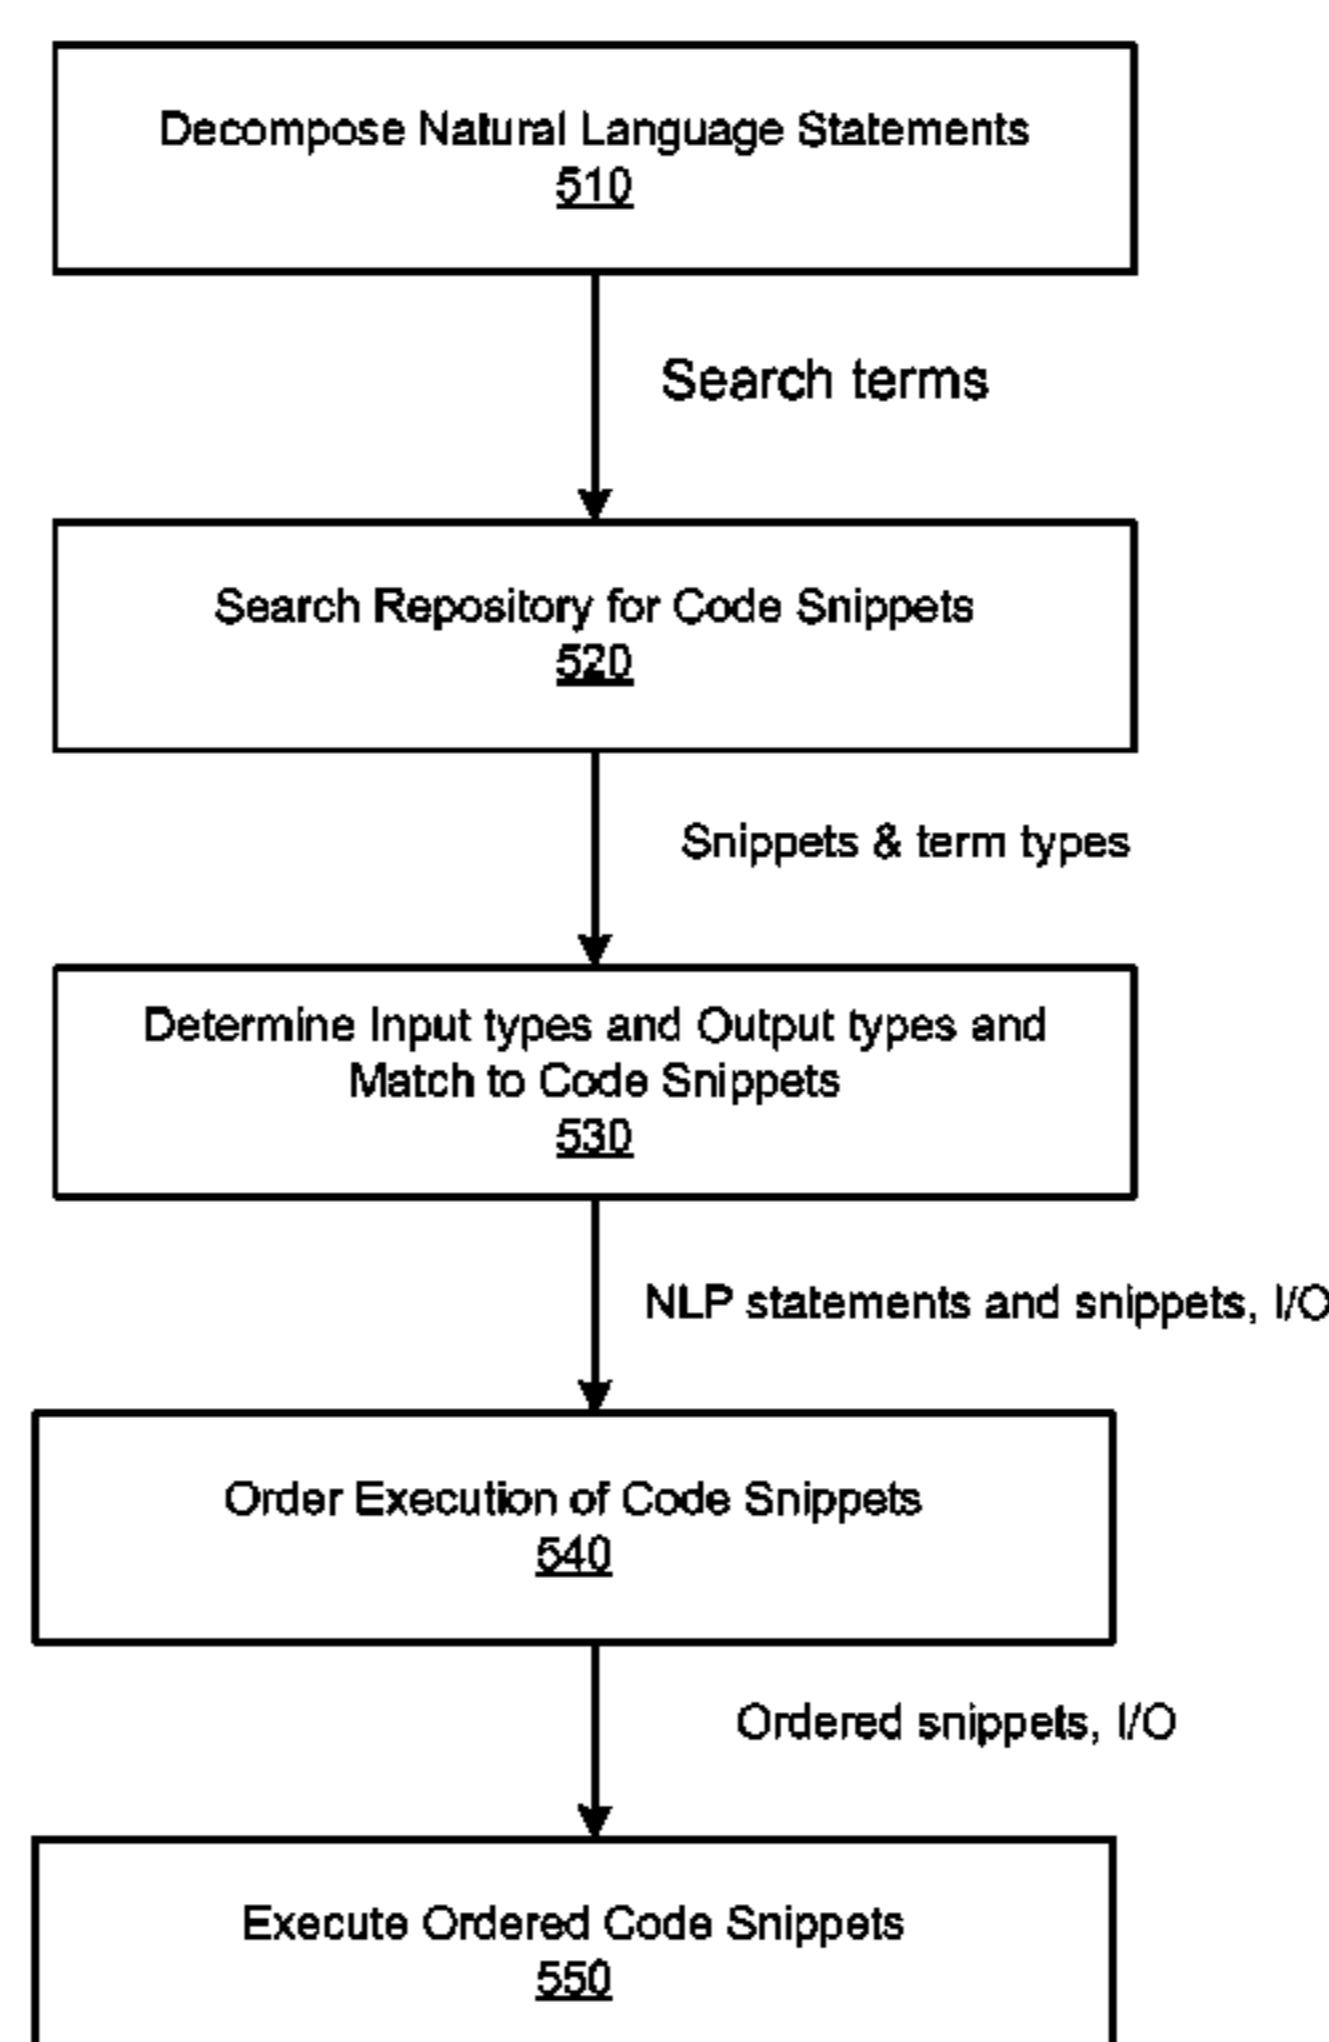 Decompose Natural Language Statements
510
Search terms
Search Repository for Code Snippets
520
Snippets & term types
Determine Input types and Output types and
Match to Code Snippets
530
NLP statements and snippets, I/O
Order Execution of Code Snippets
540
Ordered snippets, I/O
Execute Ordered Code Snippets
550